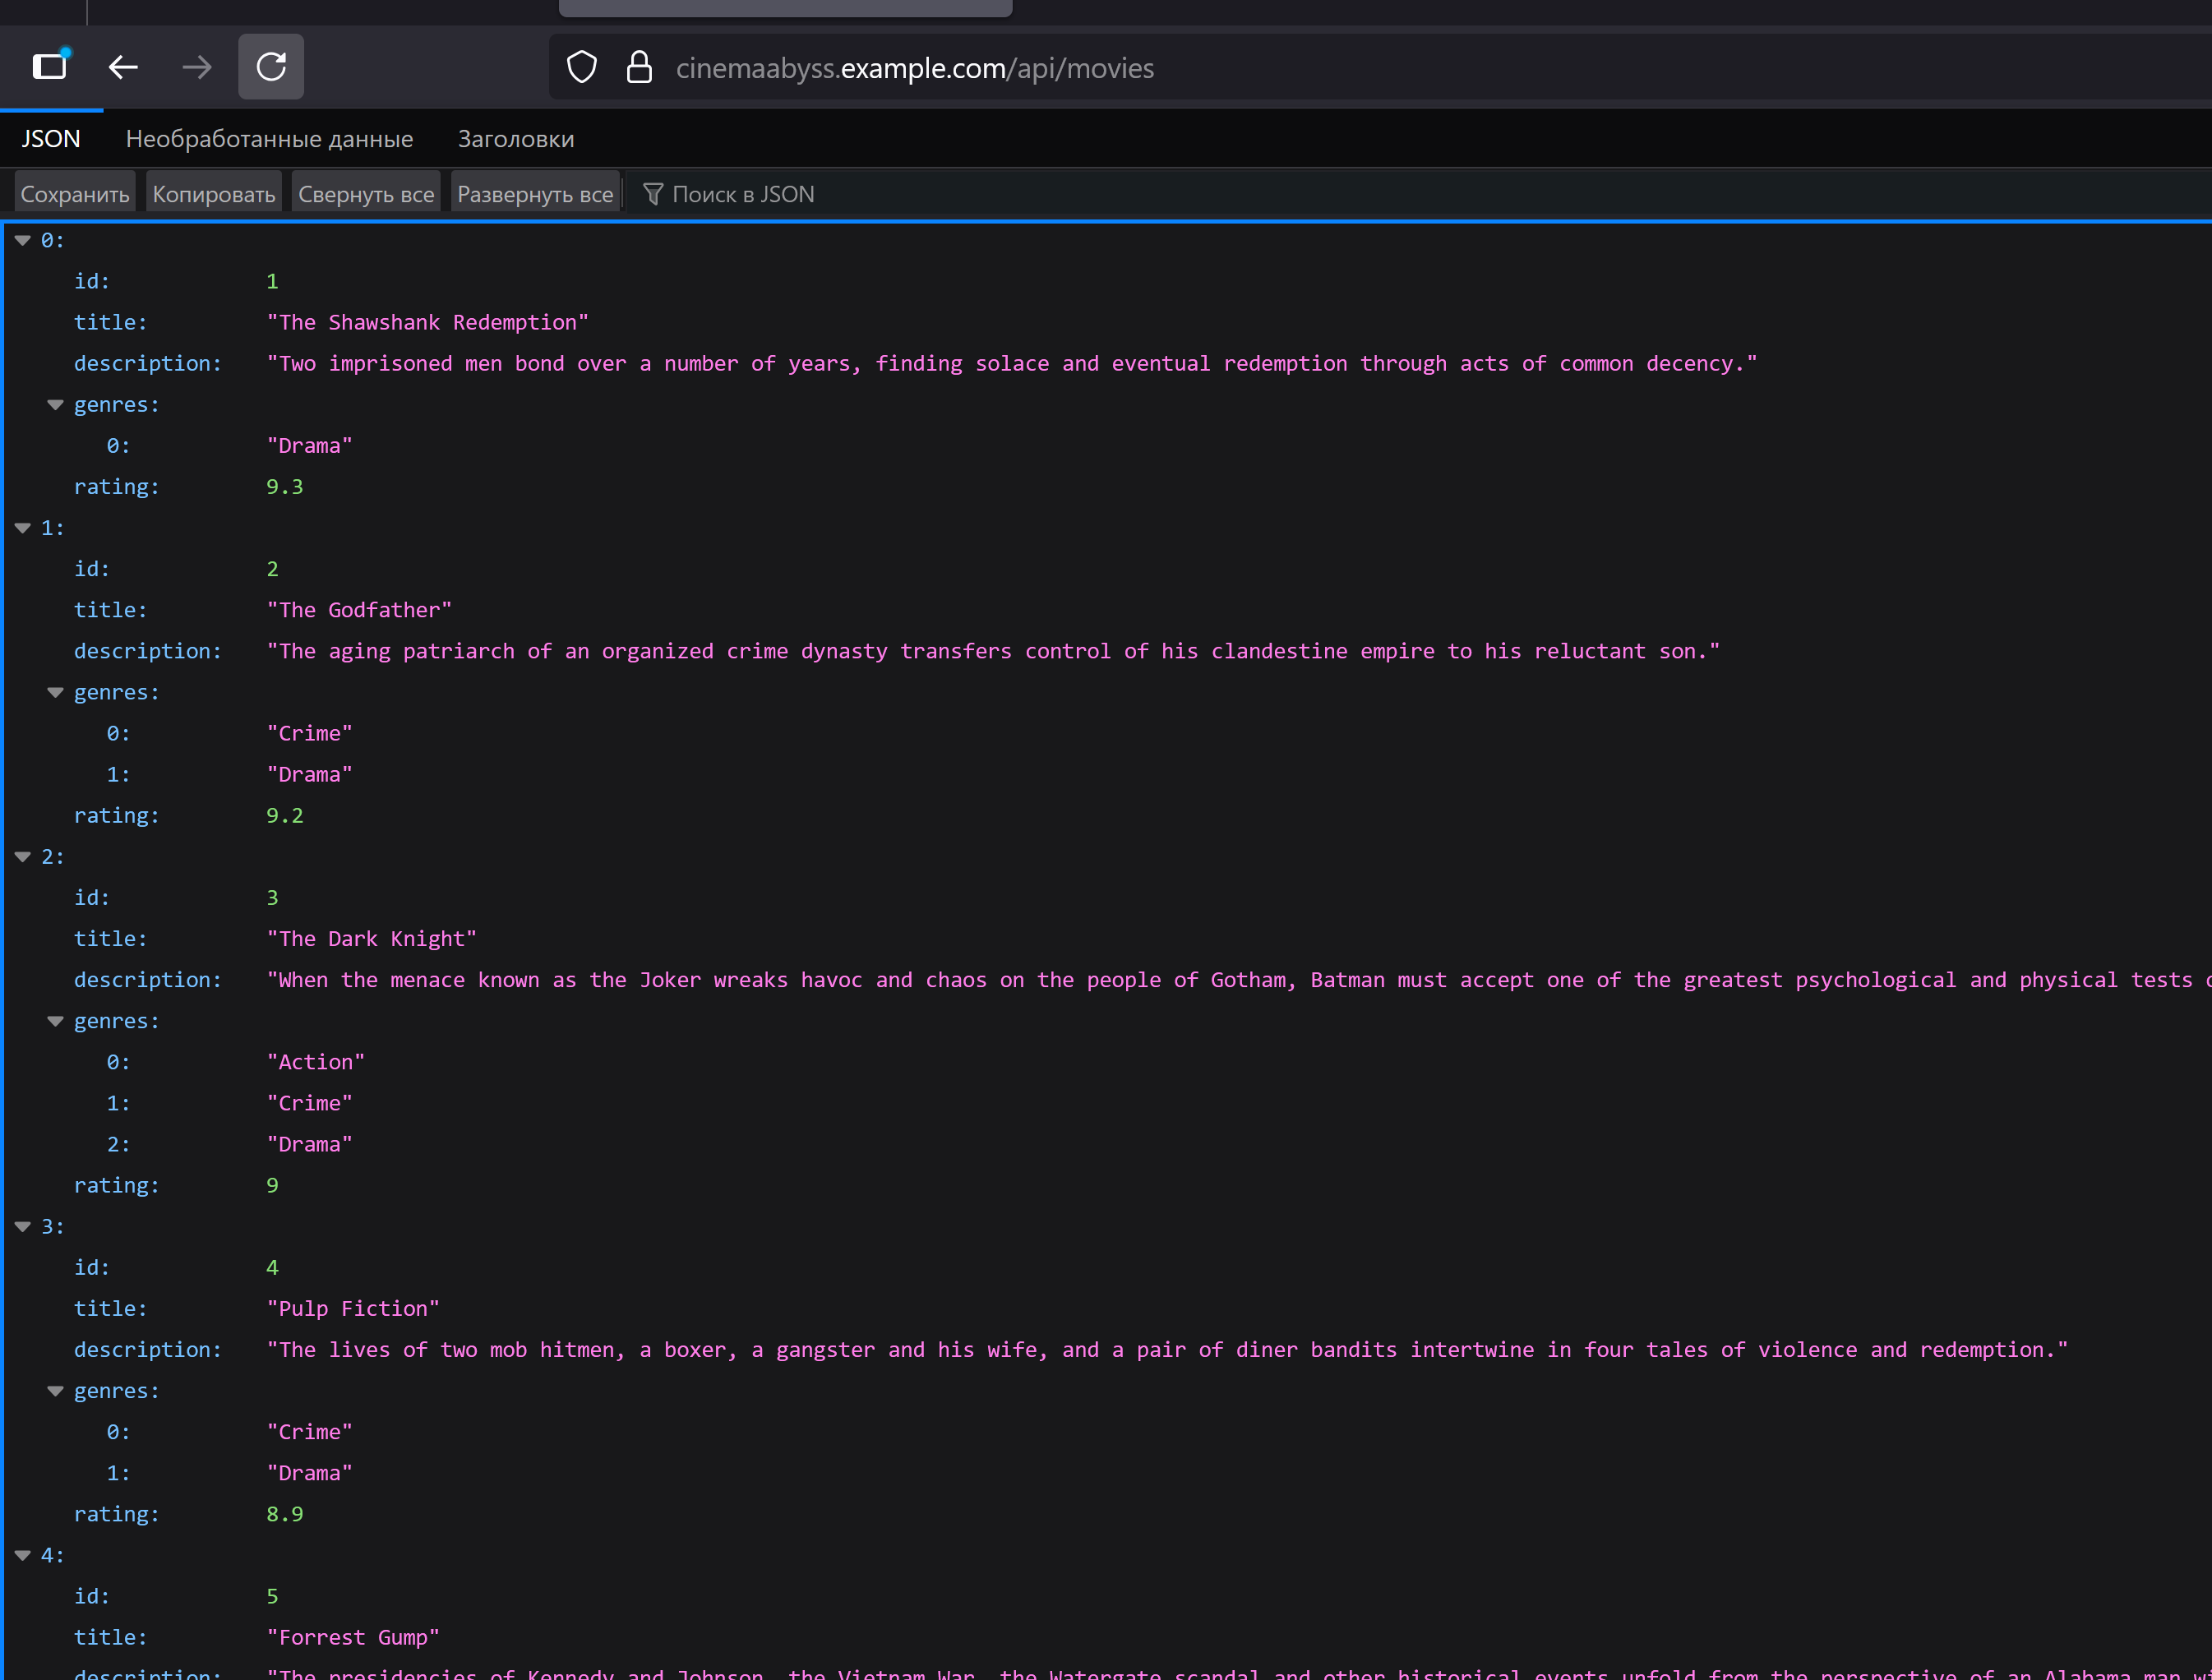 cinemaabyss.example.com/api/movies
JSON Необработанные данные Заголовки
Сохранить Копировать Свернуть все Развернуть все Поиск в JSON
0:
id: 1
title: "The Shawshank Redemption"
description: "Two imprisoned men bond over a number of years, finding solace and eventual redemption through acts of common decency."
genres:
0: "Drama"
rating: 9.3
1:
id: 2
title: "The Godfather"
description: "The aging patriarch of an organized crime dynasty transfers control of his clandestine empire to his reluctant son."
genres:
0: "Crime"
1: "Drama"
rating: 9.2
2:
id: 3
title: "The Dark Knight"
description: "When the menace known as the Joker wreaks havoc and chaos on the people of Gotham, Batman must accept one of the greatest psychological and physical tests
genres:
0: "Action"
1: "Crime"
2: "Drama"
rating: 9
3:
id: 4
title: "Pulp Fiction"
description: "The lives of two mob hitmen, a boxer, a gangster and his wife, and a pair of diner bandits intertwine in four tales of violence and redemption."
genres:
0: "Crime"
1: "Drama"
rating: 8.9
4:
id: 5
title: "Forrest Gump"
description: "The presidencies of Kennedy and Johnson, the Vietnam War, the Watergate scandal and other historical events unfold from the perspective of an Alabama man